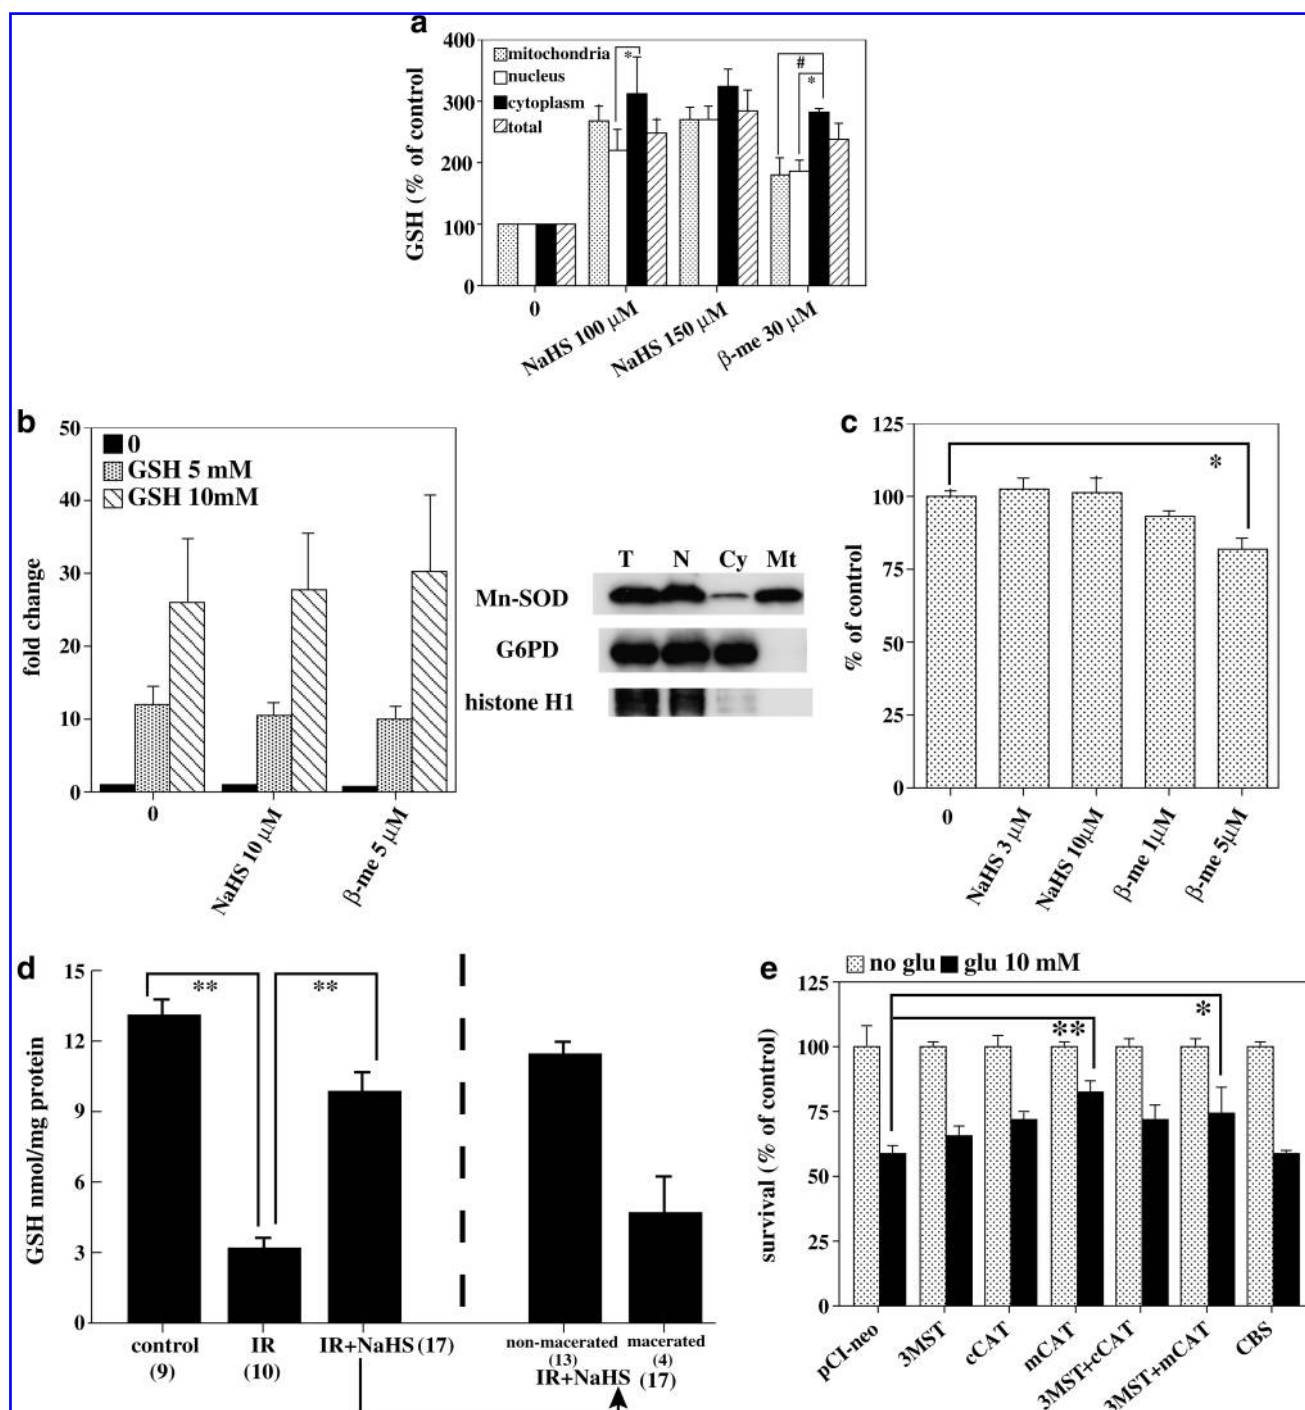 a
400
300
200
100
0
GSH (% of control)
mitochondria
nucleus
cytoplasm
total
*
#
*
0
NaHS 100 μM
NaHS 150 μM
β-me 30 μM
b
50
40
30
20
10
0
fold change
0
GSH 5 mM
GSH 10mM
0
NaHS 10 μM
β-me 5 μM
T N Cy Mt
Mn-SOD
G6PD
histone H1
c
125
100
75
50
25
0
% of control
*
0
NaHS 3 μM
NaHS 10μM
β-me 1μM
β-me 5μM
d
15
12
9
6
3
0
GSH nmol/mg protein
**
**
control
(9)
IR
(10)
IR+NaHS (17)
non-macerated
(13)
macerated
(4)
IR+NaHS (17)
e
no glu glu 10 mM
125
100
75
50
25
0
survival (% of control)
**
*
pCI-neo
3MST
cCAT
mCAT
3MST+cCAT
3MST+mCAT
CBS